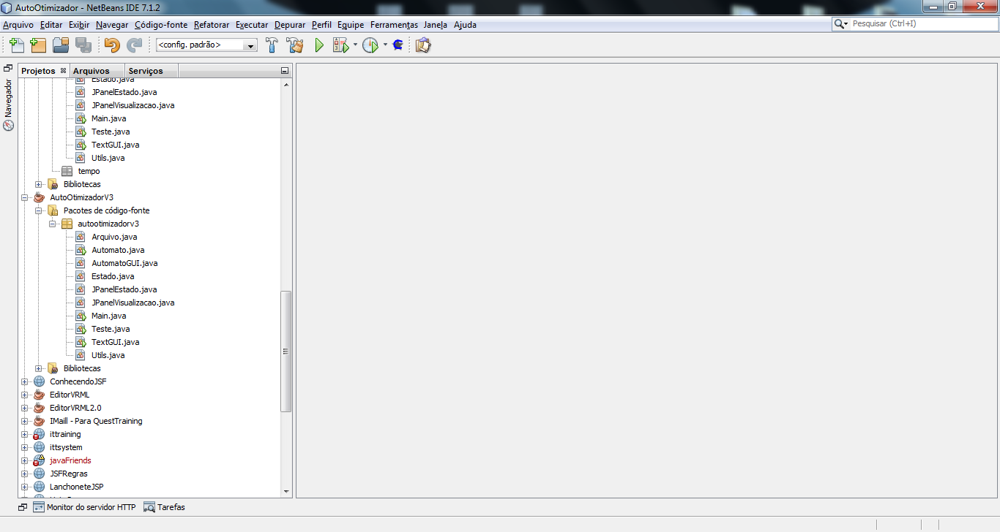 AutoOtimizador - NetBeans IDE 7.1.2
Arquivo Editar Exibir Navegar Código-fonte Refatorar Executar Depurar Perfil Equipe Ferramentas Janela Ajuda
Pesquisar (Ctrl+I)
<config. padrão>
Navegador
Projetos Arquivos Serviços
Estado.java
JPanelEstado.java
JPanelVisualizacao.java
Main.java
Teste.java
TextGUI.java
Utils.java
tempo
Bibliotecas
AutoOtimizadorV3
Pacotes de código-fonte
autootimizadorv3
Arquivo.java
Automato.java
AutomatoGUI.java
Estado.java
JPanelEstado.java
JPanelVisualizacao.java
Main.java
Teste.java
TextGUI.java
Utils.java
Bibliotecas
ConhecendoJSF
EditorVRML
EditorVRML2.0
IMaill - Para QuestTraining
ittraining
ittsystem
javaFriends
JSFRegras
LanchoneteJSP
Monitor do servidor HTTP Tarefas